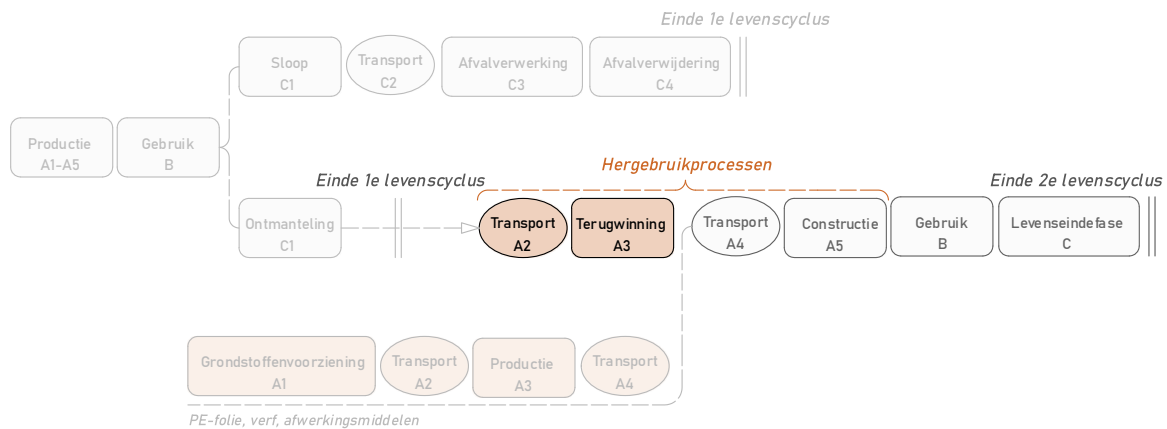 Einde 1e levenscyclus
Sloop
C1
Transport
C2
Afvalverwerking
C3
Afvalverwijdering
C4
Productie
A1-A5
Gebruik
B
Hergebruikprocessen
Einde 1e levenscyclus
Einde 2e levenscyclus
Ontmanteling
C1
Transport
A2
Terugwinning
A3
Transport
A4
Constructie
A5
Gebruik
B
Levenseindefase
C
Grondstoffenvoorziening
A1
Transport
A2
Productie
A3
Transport
A4
PE-folie, verf, afwerkingsmiddelen